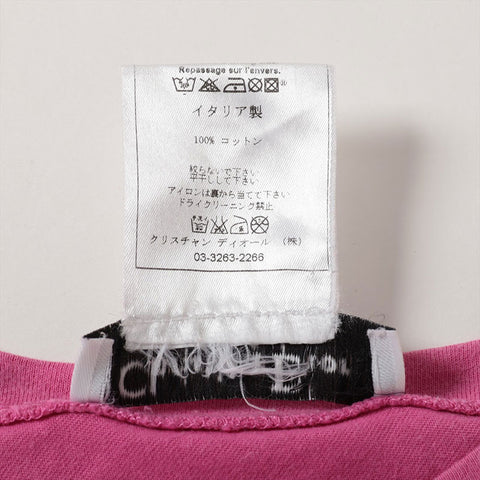 Repassage sur l'envers.
イタリア製
100% コットン
絞らないで下さい
平干しして下さい
アイロンは裏から当てて下さい
ドライクリーニング禁止
クリスチャン ディオール （株）
03-3263-2266